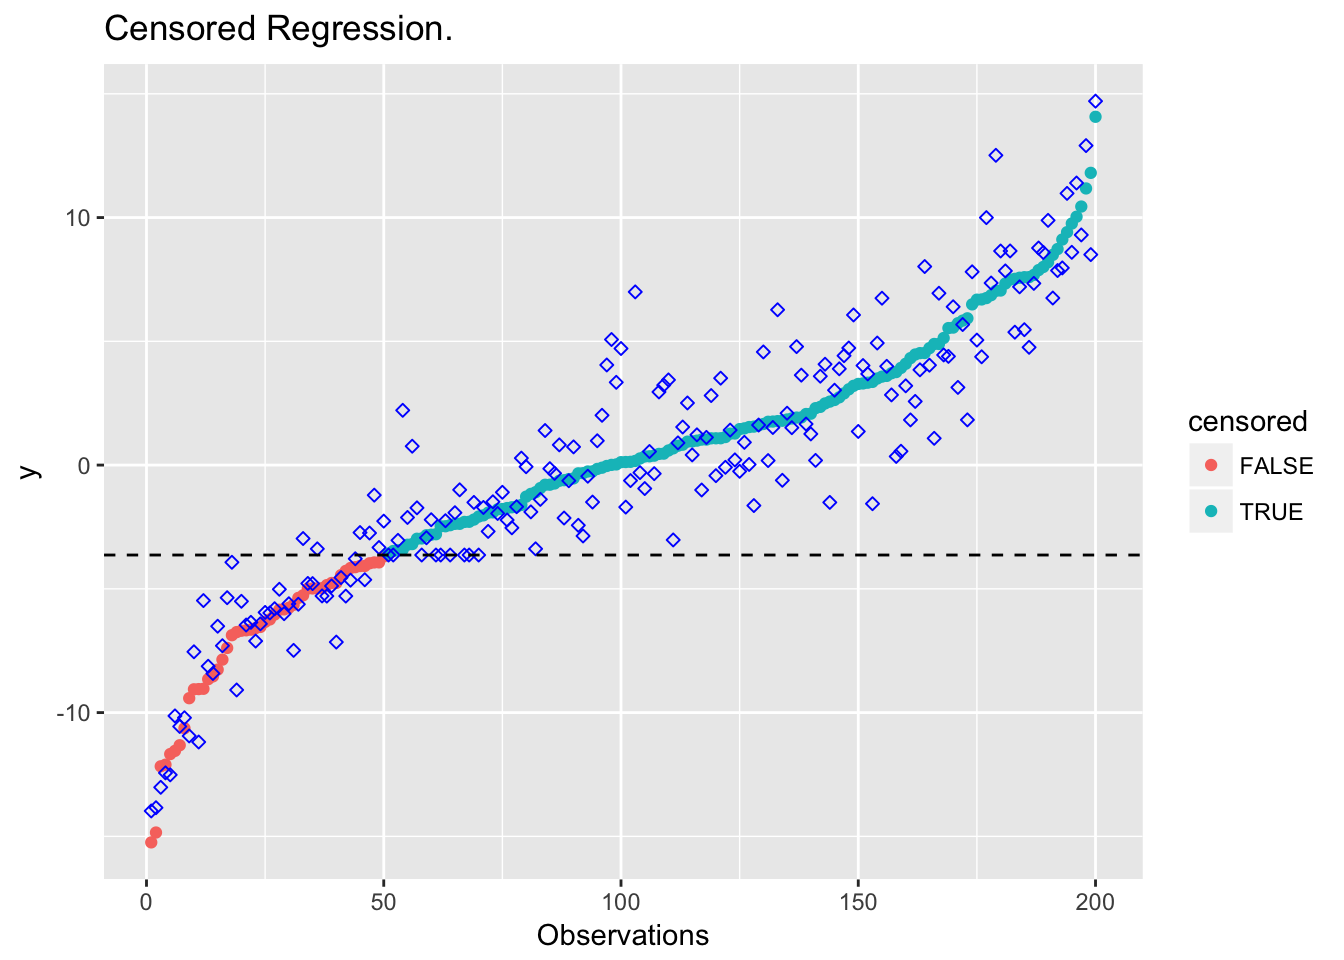 Censored Regression.
10
0
-10
y
0 50 100 150 200
Observations
censored
FALSE
TRUE